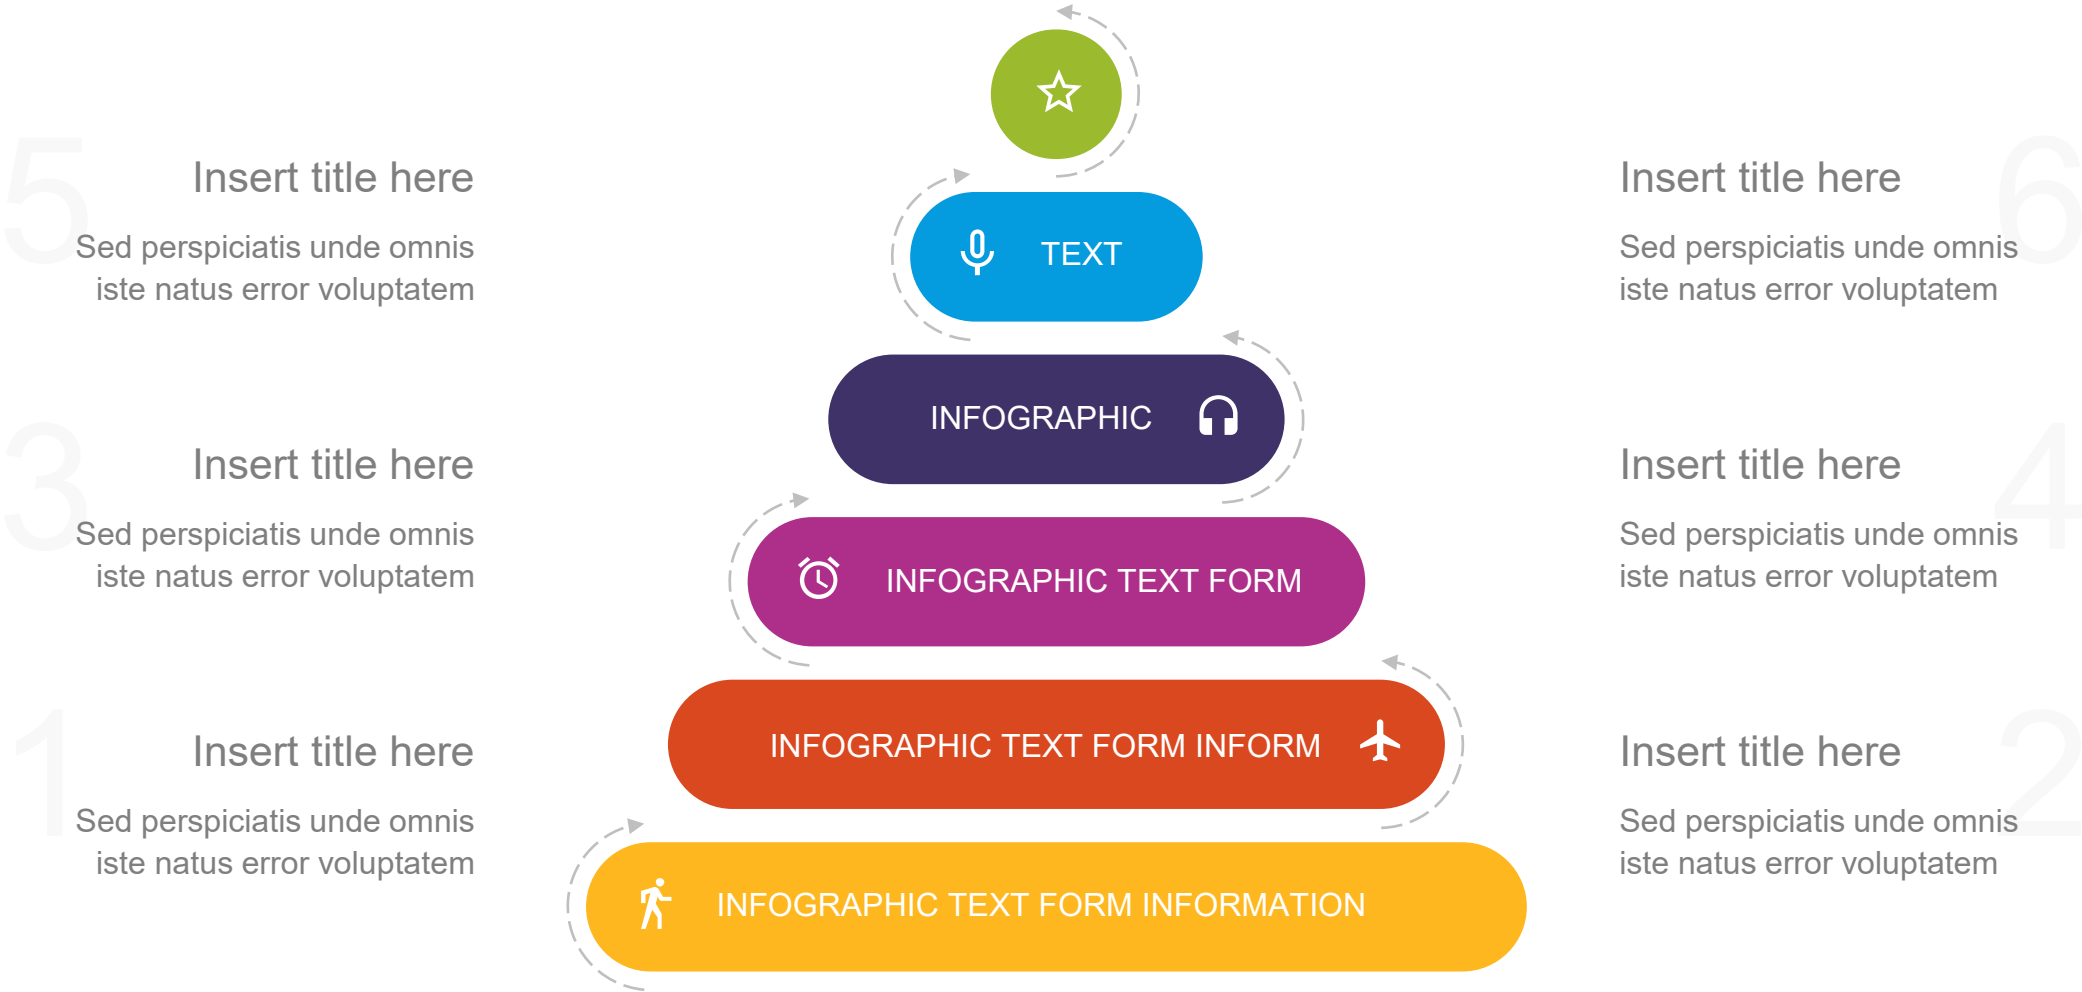 5
Insert title here
Sed perspiciatis unde omnis
iste natus error voluptatem
3
Insert title here
Sed perspiciatis unde omnis
iste natus error voluptatem
1
Insert title here
Sed perspiciatis unde omnis
iste natus error voluptatem
TEXT
INFOGRAPHIC
INFOGRAPHIC TEXT FORM
INFOGRAPHIC TEXT FORM INFORM
INFOGRAPHIC TEXT FORM INFORMATION
6
Insert title here
Sed perspiciatis unde omnis
iste natus error voluptatem
4
Insert title here
Sed perspiciatis unde omnis
iste natus error voluptatem
2
Insert title here
Sed perspiciatis unde omnis
iste natus error voluptatem